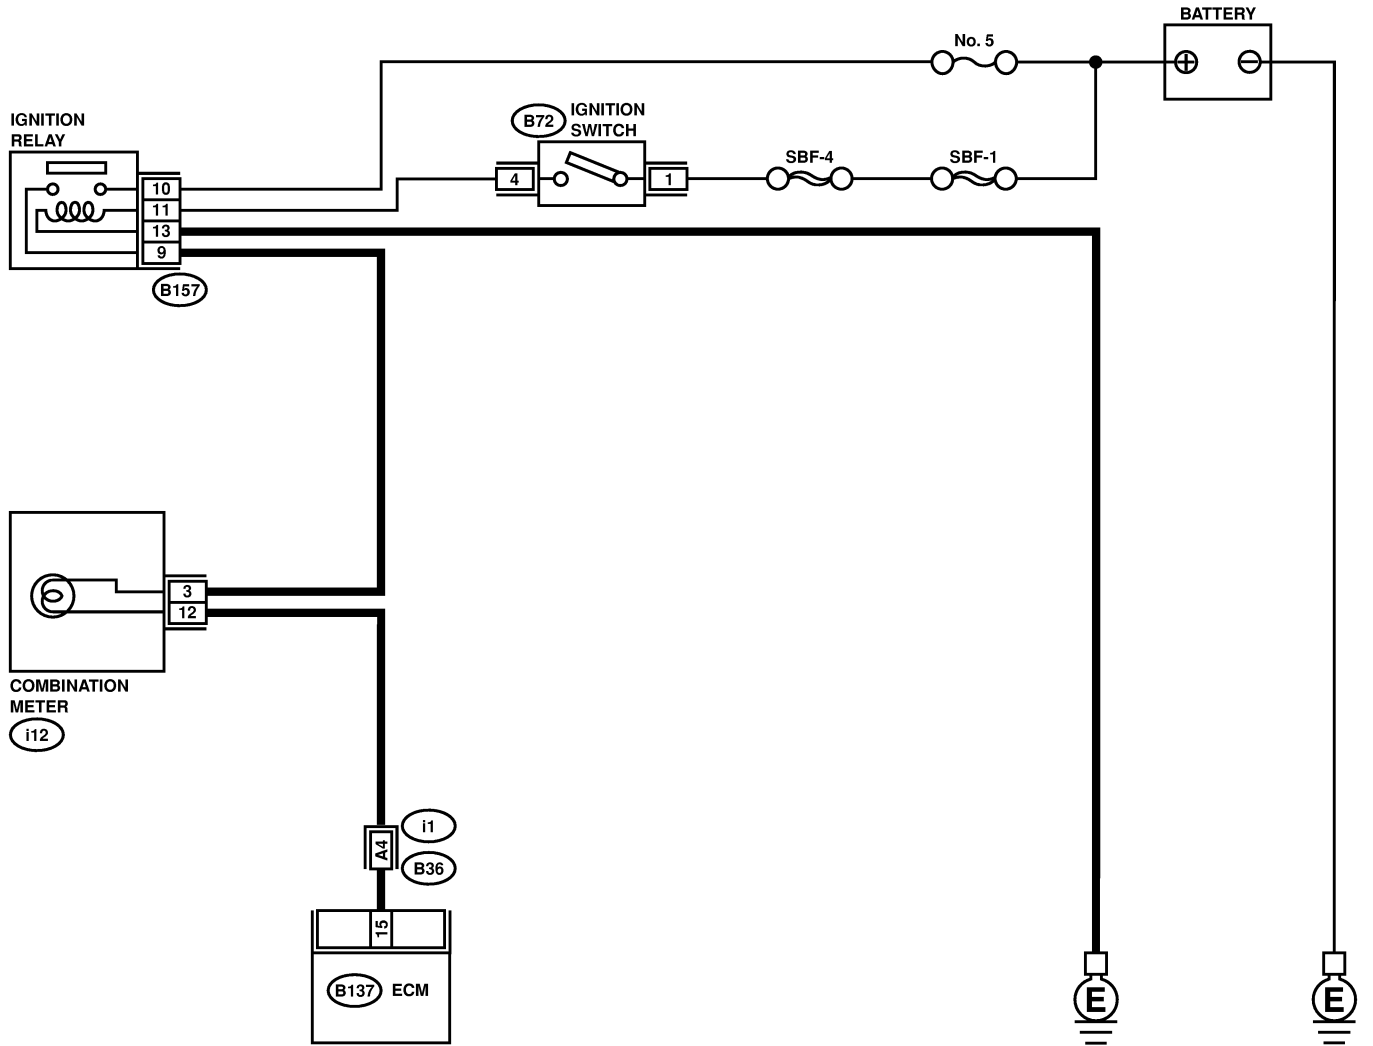 BATTERY
No. 5
IGNITION
SWITCH
B72
IGNITION
RELAY
SBF-4
SBF-1
4
1
10
11
13
9
B157
3
12
COMBINATION
METER
i12
i1
A4
B36
15
B137
ECM
E
E